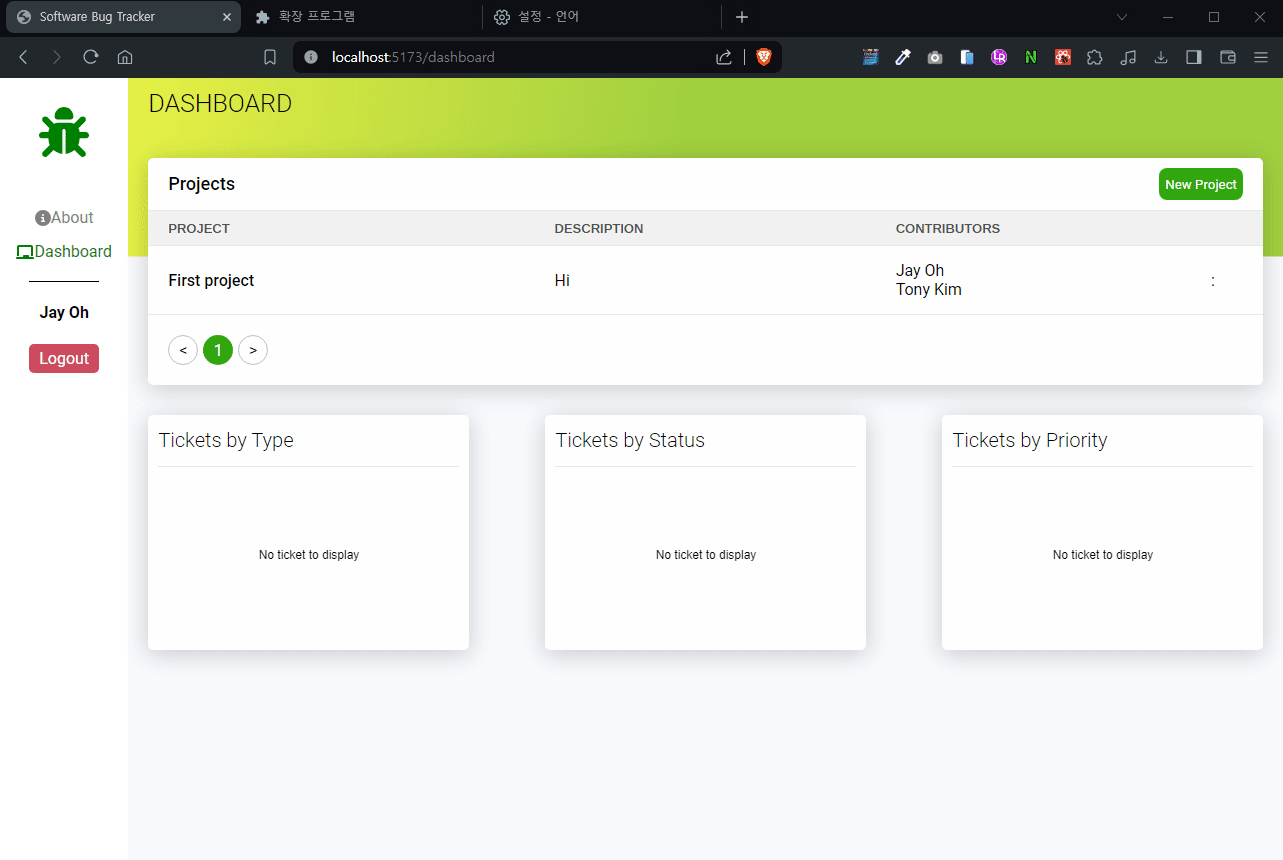 Software Bug Tracker
확장 프로그램
설정 - 언어
localhost:5173/dashboard
DASHBOARD
About
Dashboard
Jay Oh
Logout
Projects
New Project
PROJECT DESCRIPTION CONTRIBUTORS
First project Hi Jay Oh
Tony Kim
:
< 1 >
Tickets by Type
No ticket to display
Tickets by Status
No ticket to display
Tickets by Priority
No ticket to display